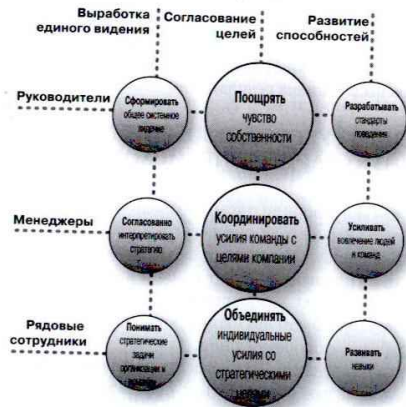 Выработка
единого видения
Согласование
целей
Развитие
способностей
Руководители
Сформировать
общее системное
видение
Поощрять
чувство
собственности
Разрабатывать
стандарты
поведения
Менеджеры
Согласованно
интерпретировать
стратегию
Координировать
усилия команды с
целями компании
Усиливать
вовлечение людей
и команд
Рядовые
сотрудники
Понимать
стратегические
задачи
организации и
Объединять
индивидуальные
усилия со
стратегическими
целями
Развивать
навыки